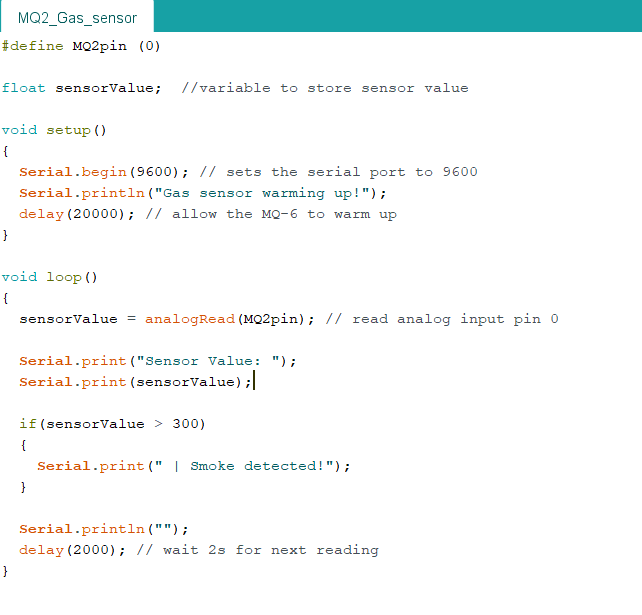 MQ2_Gas_sensor
#define MQ2pin (0)
float sensorValue;  //variable to store sensor value
void setup()
{
  Serial.begin(9600); // sets the serial port to 9600
  Serial.println("Gas sensor warming up!");
  delay(20000); // allow the MQ-6 to warm up
}
void loop()
{
  sensorValue = analogRead(MQ2pin); // read analog input pin 0
  Serial.print("Sensor Value: ");
  Serial.print(sensorValue);
  if(sensorValue > 300)
  {
    Serial.print(" | Smoke detected!");
  }
  Serial.println("");
  delay(2000); // wait 2s for next reading
}